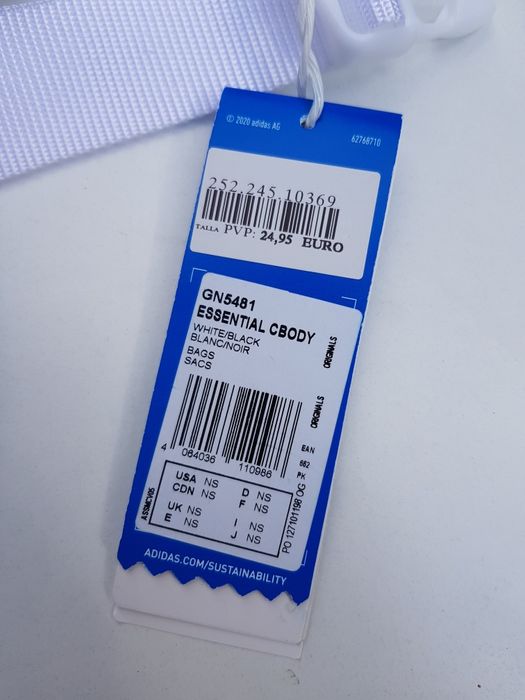 © 2020 adidas AG
62768710
252.245.10369
TALLA PVP: 24,95 EURO
GN5481
ESSENTIAL CBODY
WHITE/BLACK
BLANC/NOIR
BAGS
SACS
ORIGINALS
ORIGINALS
EAN
662
PK
4 064036 110986
USA NS D NS
CDN NS F NS
UK NS I NS
E NS J NS
ASSMCV05
PO 127101198 OG
ADIDAS.COM/SUSTAINABILITY